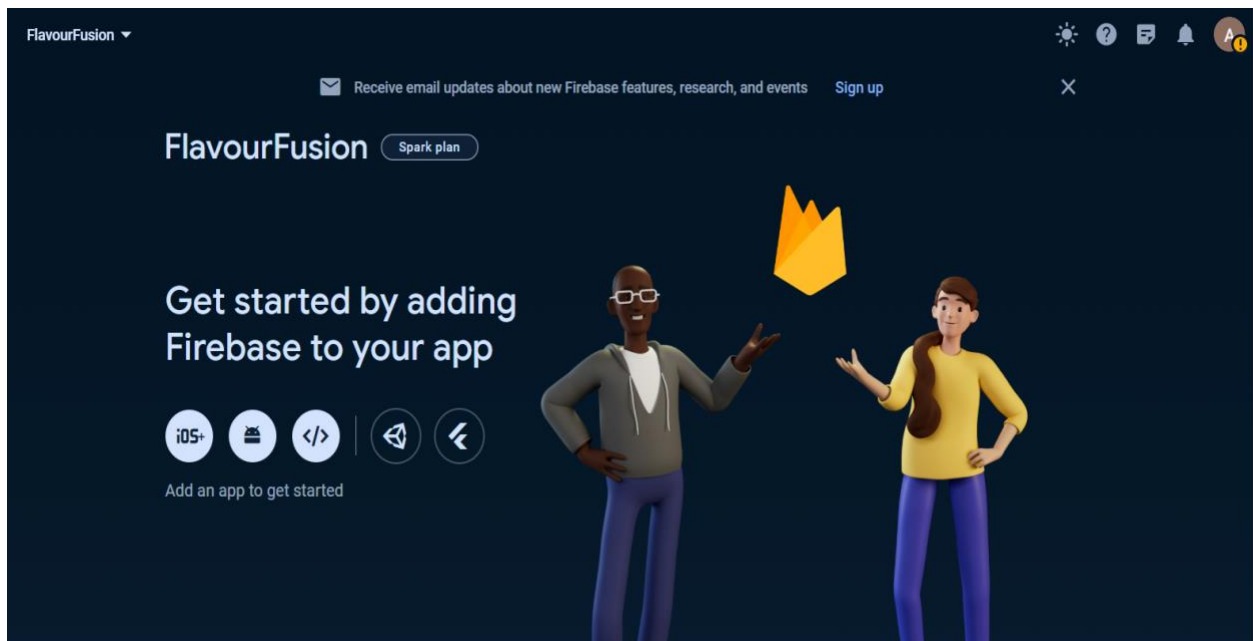 FlavourFusion
A
Receive email updates about new Firebase features, research, and events Sign up
FlavourFusion Spark plan
Get started by adding
Firebase to your app
iOS+ </>
Add an app to get started